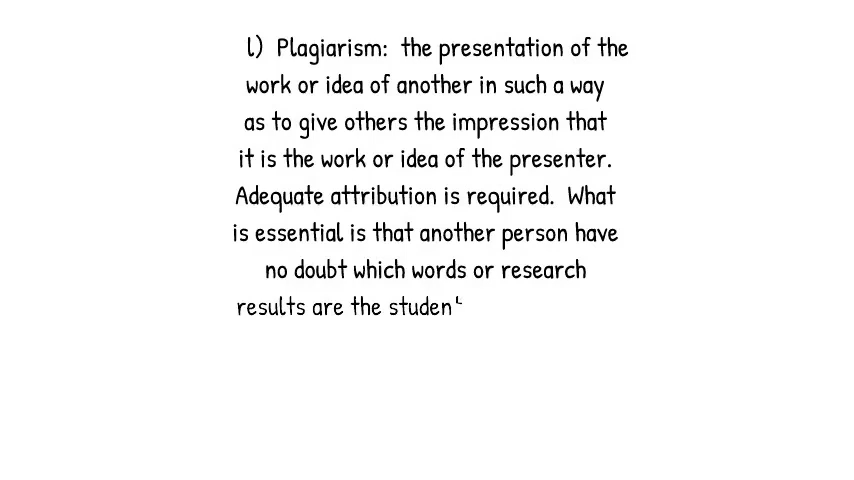 l) Plagiarism: the presentation of the
work or idea of another in such a way
as to give others the impression that
it is the work or idea of the presenter.
Adequate attribution is required. What
is essential is that another person have
no doubt which words or research
results are the